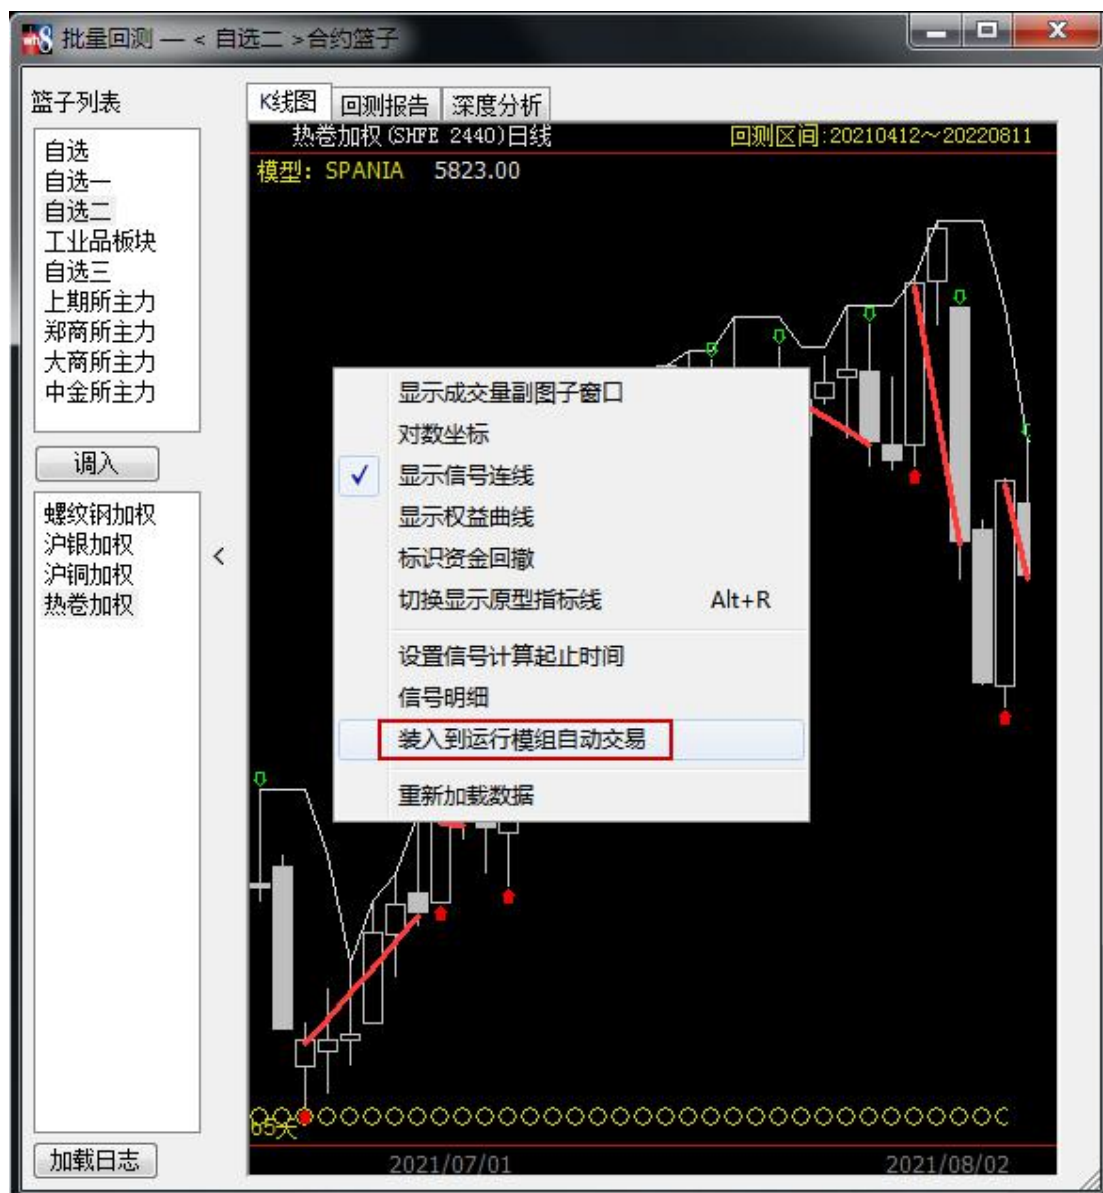 wh8 批量回测 — < 自选二 >合约篮子
篮子列表
自选
自选一
自选二
工业品板块
自选三
上期所主力
郑商所主力
大商所主力
中金所主力
调入
螺纹钢加权
沪银加权
沪铜加权
热卷加权
加载日志
<
K线图 回测报告 深度分析
热卷加权(SHFE 2440)日线 回测区间:20210412～20220811
模型: SPANIA 5823.00
显示成交量副图子窗口
对数坐标
✓ 显示信号连线
显示权益曲线
标识资金回撤
切换显示原型指标线 Alt+R
设置信号计算起止时间
信号明细
装入到运行模组自动交易
重新加载数据
65天
2021/07/01 2021/08/02